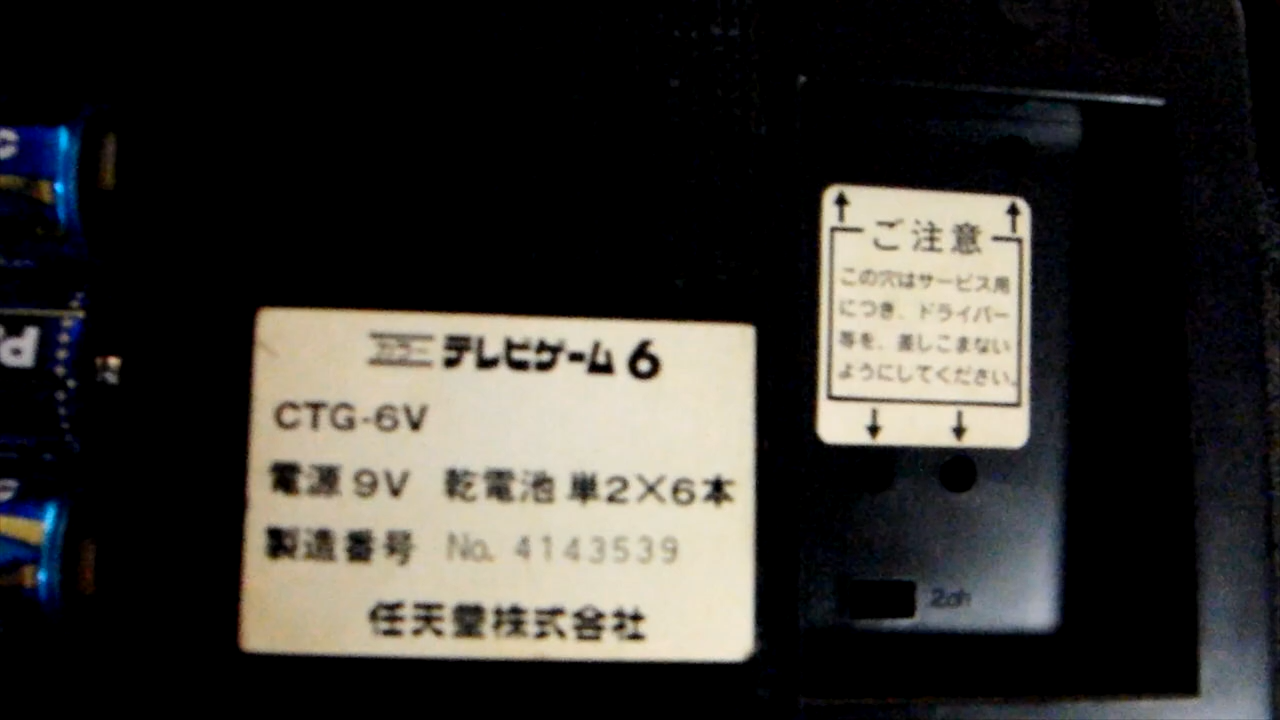 カラー テレビゲーム 6
CTG-6V
電源 9V 乾電池 単2×6本
製造番号 No. 4143539
任天堂株式会社
ご注意
この穴はサービス用
につき、ドライバー
等を、差しこまない
ようにしてください。
2ch